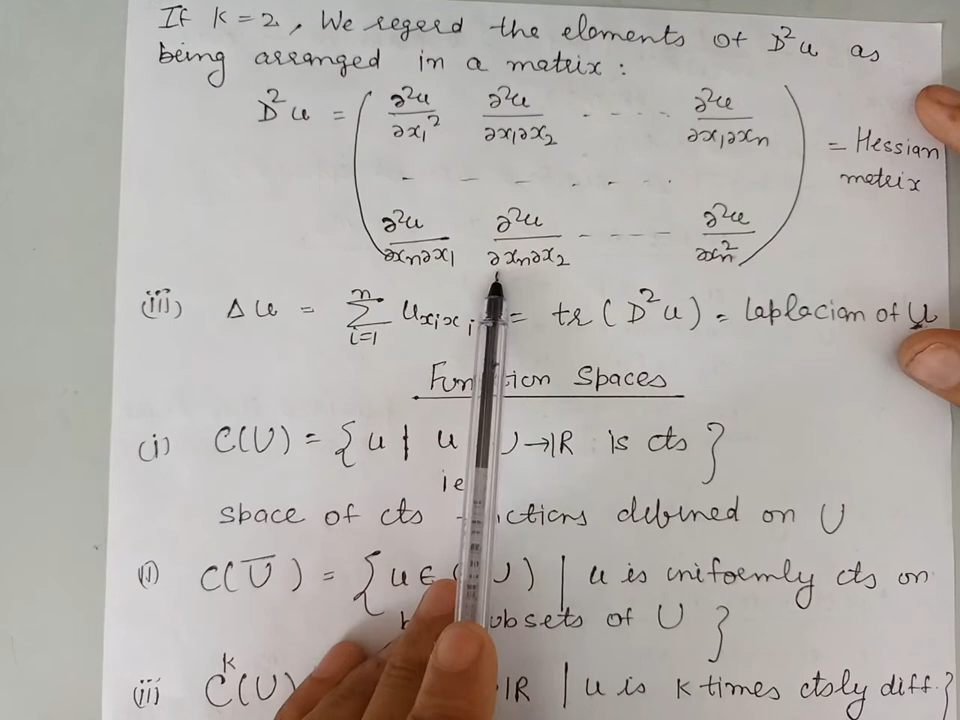 If K = 2, We regard the elements of D²u as
being arranged in a matrix :
D²u = ( ∂²u/∂x₁² ∂²u/∂x₁∂x₂ - - - - ∂²u/∂x₁∂xₙ
- - - - - - -
∂²u/∂xₙ∂x₁ ∂²u/∂xₙ∂x₂ - - - - ∂²u/∂xₙ² ) = Hessian matrix
(iii) Δu = ∑ᵢ₌₁ⁿ u_{xᵢxᵢ} = tr(D²u) = Laplacian of u
Function Spaces
(i) C(U) = { u | u U → IR is cts }
ie
space of cts defined on U
(ii) C(U̅) = { u ∈ U) | u is uniformly cts on
subsets of U }
(iii) Cᵏ(U) IR | u is K times ctsly diff. }